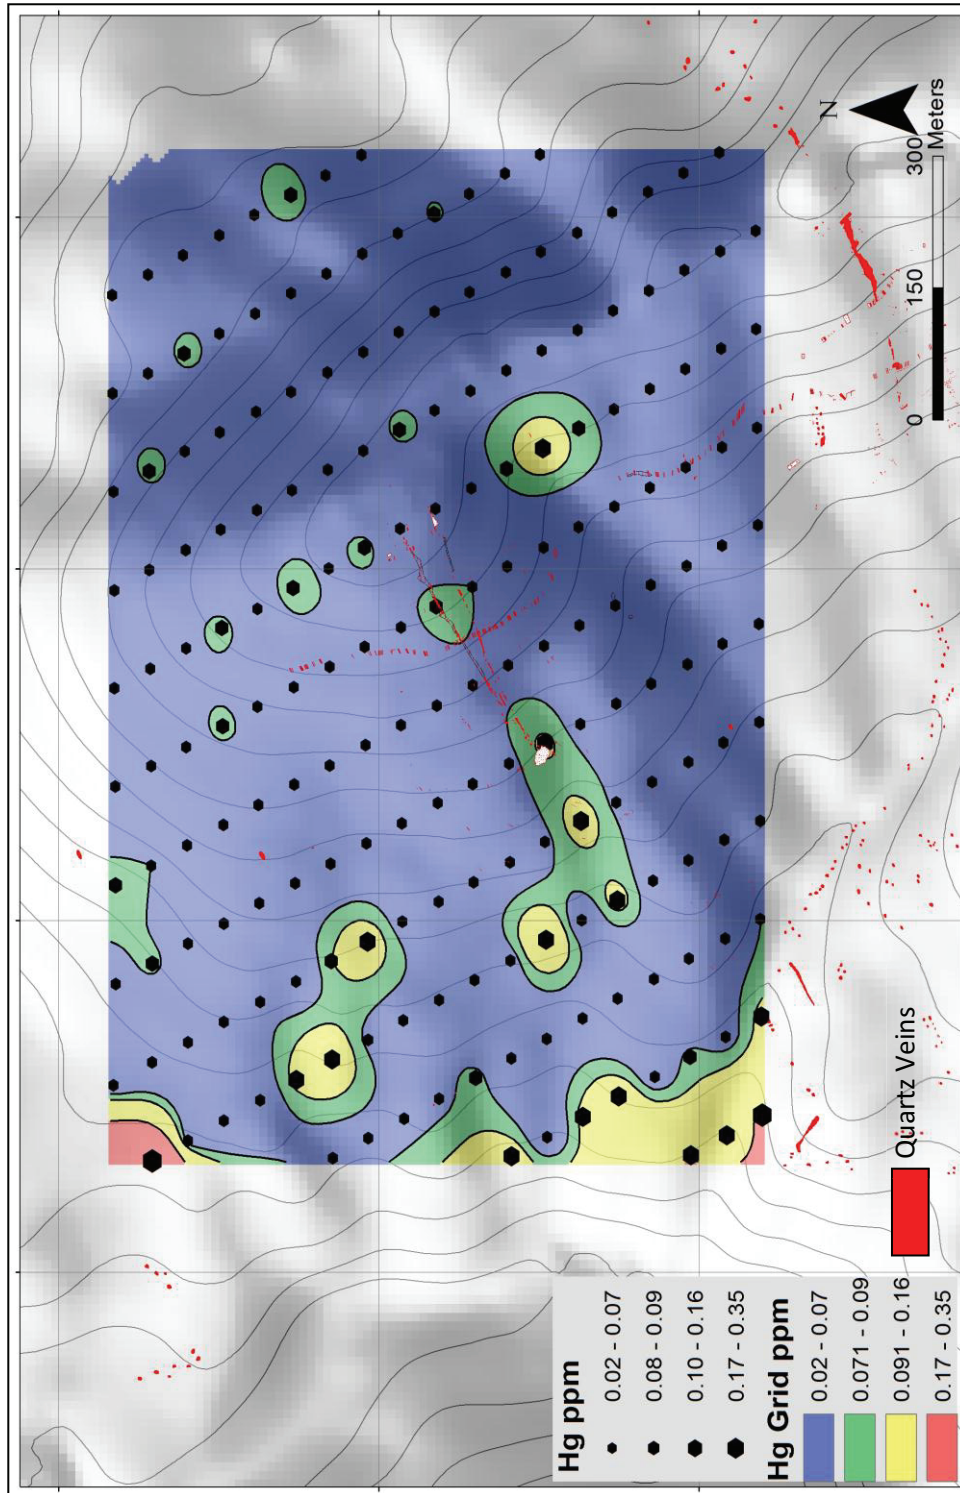 N
0 150 300
Meters
Quartz Veins
Hg ppm
0.02 - 0.07
0.08 - 0.09
0.10 - 0.16
0.17 - 0.35
Hg Grid ppm
0.02 - 0.07
0.071 - 0.09
0.091 - 0.16
0.17 - 0.35